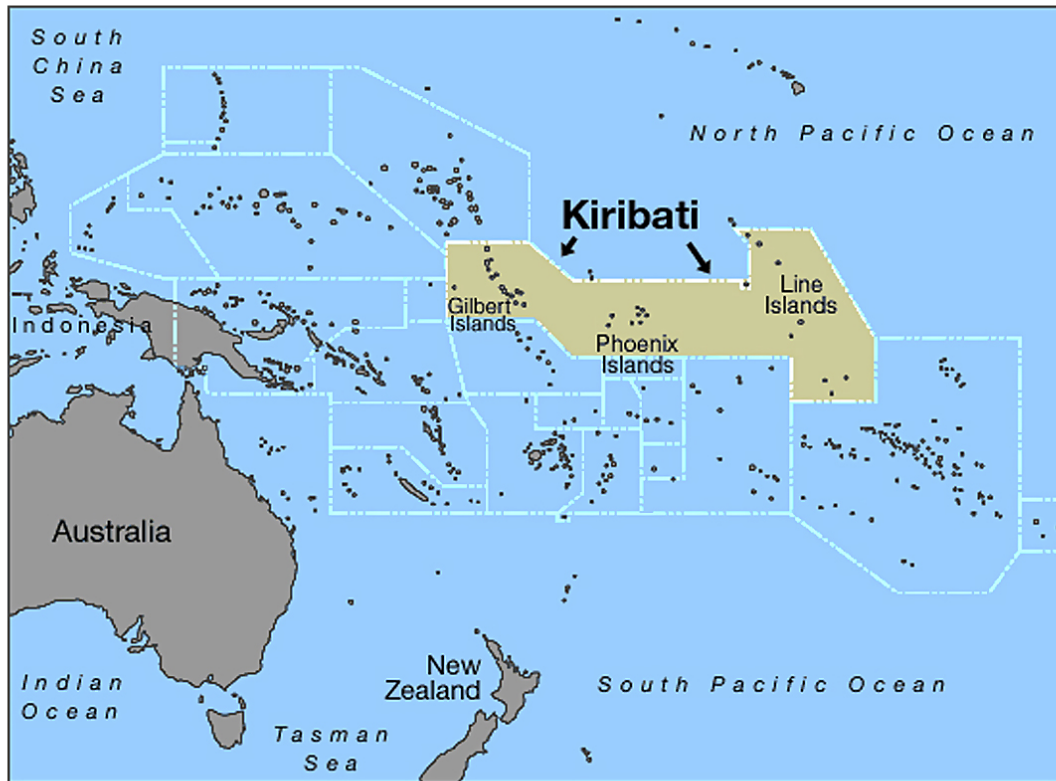 South
China
Sea
North Pacific Ocean
Kiribati
Line
Islands
Gilbert
Islands
Indonesia
Phoenix
Islands
Australia
New
Zealand
Indian
Ocean
South Pacific Ocean
Tasman
Sea